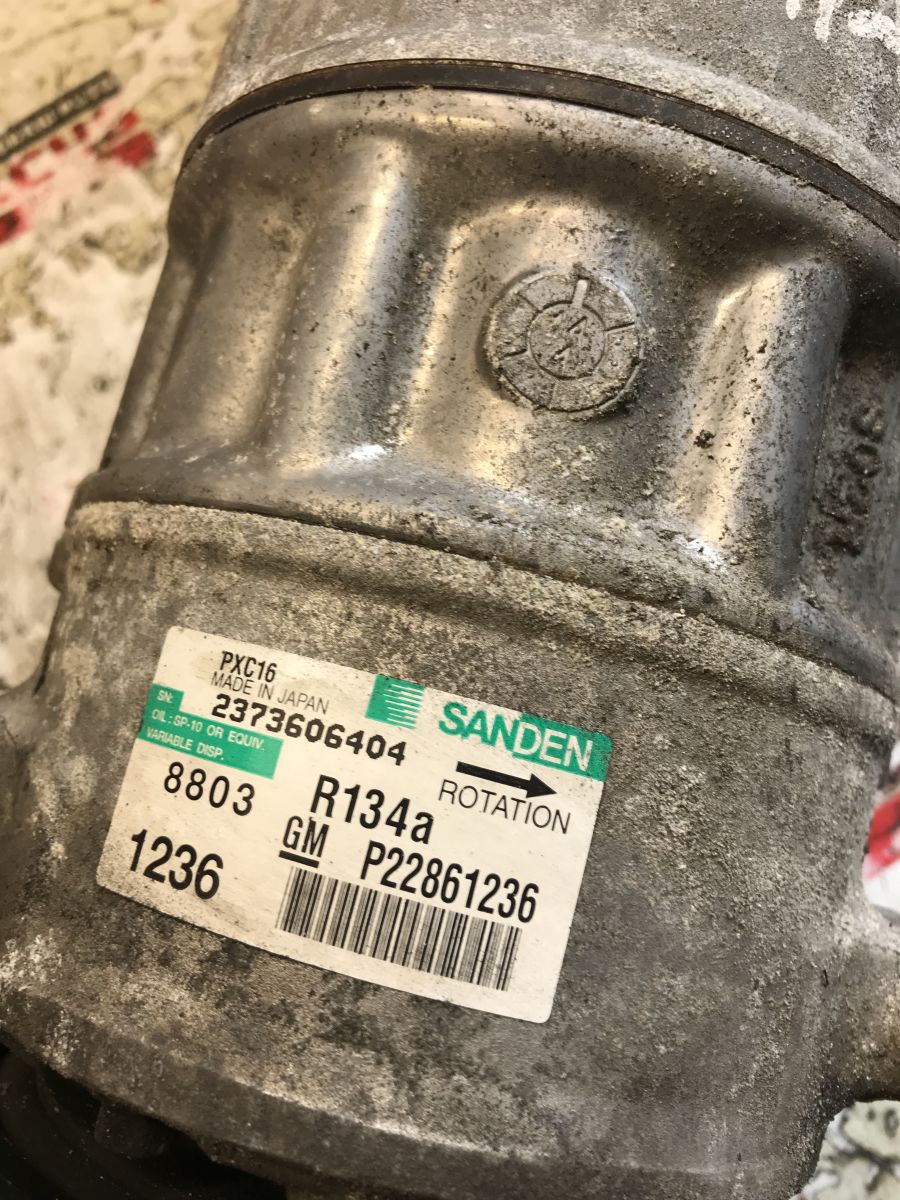 PXC16
MADE IN JAPAN
SANDEN
SN:
2373606404
OIL : SP-10 OR EQUIV.
VARIABLE DISP.
ROTATION
8803
R134a
GM P22861236
1236